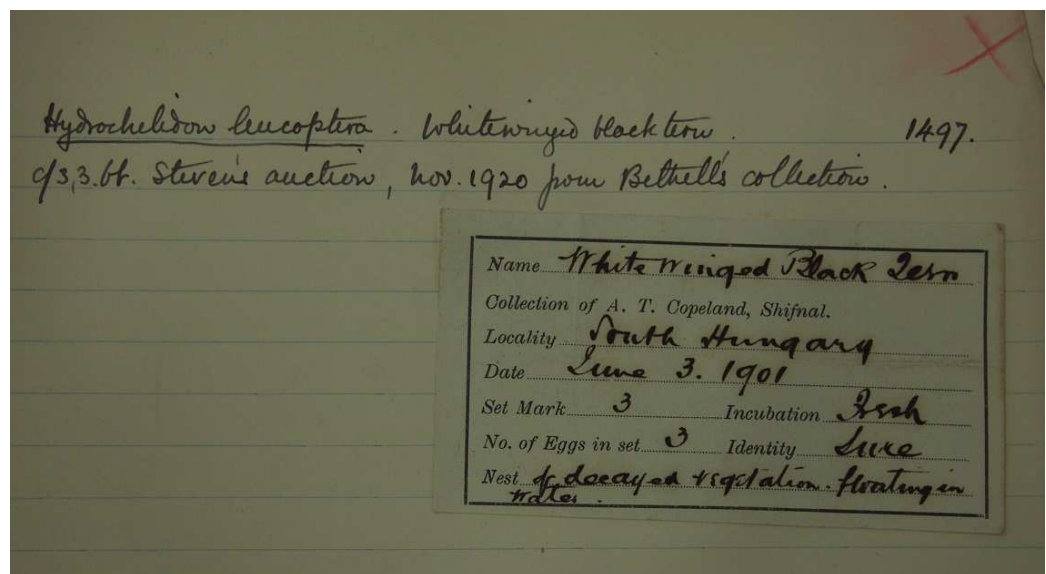 Hydrochelidon leucoptera. Whitewinged black tern. 1497.
c/3, 3. bt. Stevens' auction, Nov. 1920 from Bethell's collection.
Name White Winged Black Tern
Collection of A. T. Copeland, Shifnal.
Locality South Hungary
Date June 3. 1901
Set Mark 3 Incubation Fresh
No. of Eggs in set 3 Identity Sure
Nest of decayed vegetation. floating in
water.